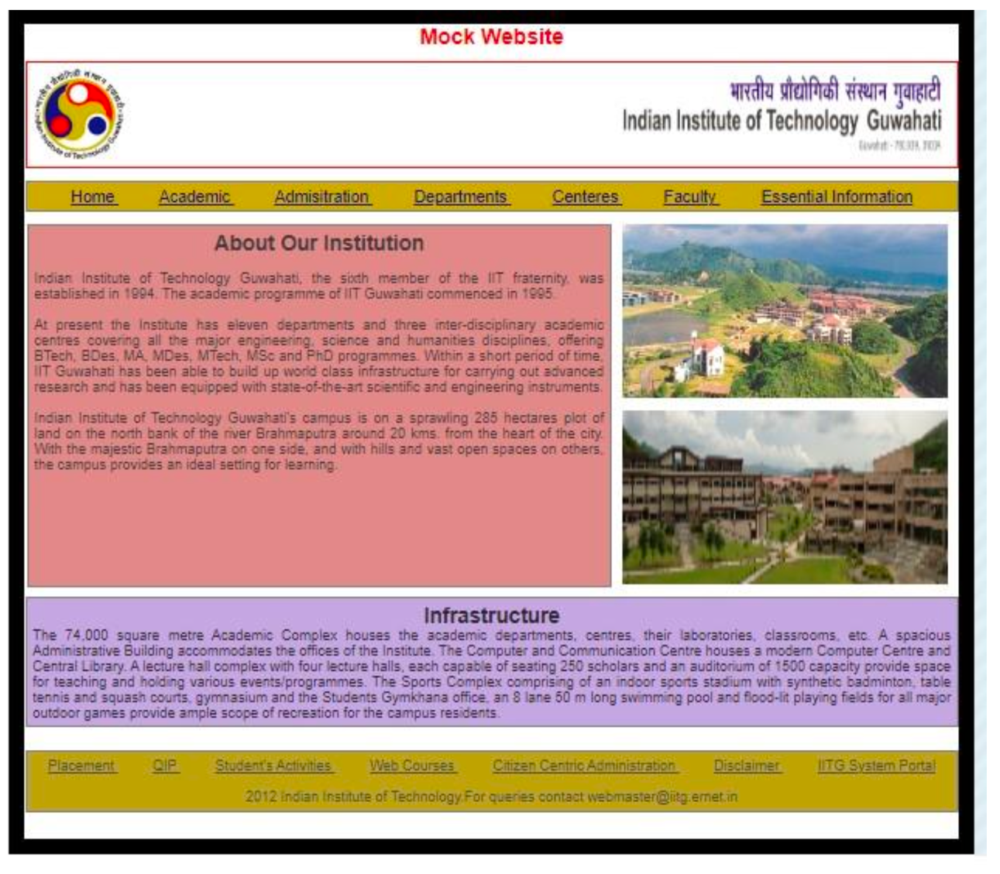 Mock Website
भारतीय प्रौद्योगिकी संस्थान गुवाहाटी
Indian Institute of Technology Guwahati
Guwahati - 781039, INDIA
Home Academic Admisitration Departments Centeres Faculty Essential Information
About Our Institution
Indian Institute of Technology Guwahati, the sixth member of the IIT fraternity, was
established in 1994. The academic programme of IIT Guwahati commenced in 1995.
At present the Institute has eleven departments and three inter-disciplinary academic
centres covering all the major engineering, science and humanities disciplines, offering
BTech, BDes, MA, MDes, MTech, MSc and PhD programmes. Within a short period of time,
IIT Guwahati has been able to build up world class infrastructure for carrying out advanced
research and has been equipped with state-of-the-art scientific and engineering instruments.
Indian Institute of Technology Guwahati's campus is on a sprawling 285 hectares plot of
land on the north bank of the river Brahmaputra around 20 kms. from the heart of the city.
With the majestic Brahmaputra on one side, and with hills and vast open spaces on others,
the campus provides an ideal setting for learning.
Infrastructure
The 74,000 square metre Academic Complex houses the academic departments, centres, their laboratories, classrooms, etc. A spacious
Administrative Building accommodates the offices of the Institute. The Computer and Communication Centre houses a modern Computer Centre and
Central Library. A lecture hall complex with four lecture halls, each capable of seating 250 scholars and an auditorium of 1500 capacity provide space
for teaching and holding various events/programmes. The Sports Complex comprising of an indoor sports stadium with synthetic badminton, table
tennis and squash courts, gymnasium and the Students Gymkhana office, an 8 lane 50 m long swimming pool and flood-lit playing fields for all major
outdoor games provide ample scope of recreation for the campus residents.
Placement QIP Student's Activities Web Courses Citizen Centric Administration Disclaimer IITG System Portal
2012 Indian Institute of Technology.For queries contact webmaster@iitg.ernet.in